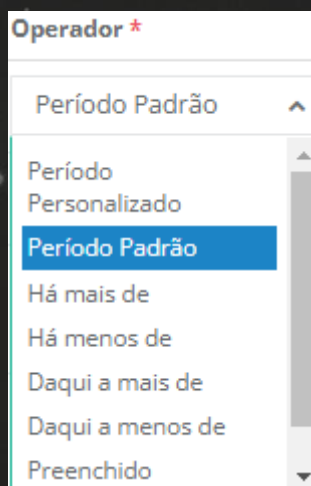 Operador *
Período Padrão
Período
Personalizado
Período Padrão
Há mais de
Há menos de
Daqui a mais de
Daqui a menos de
Preenchido